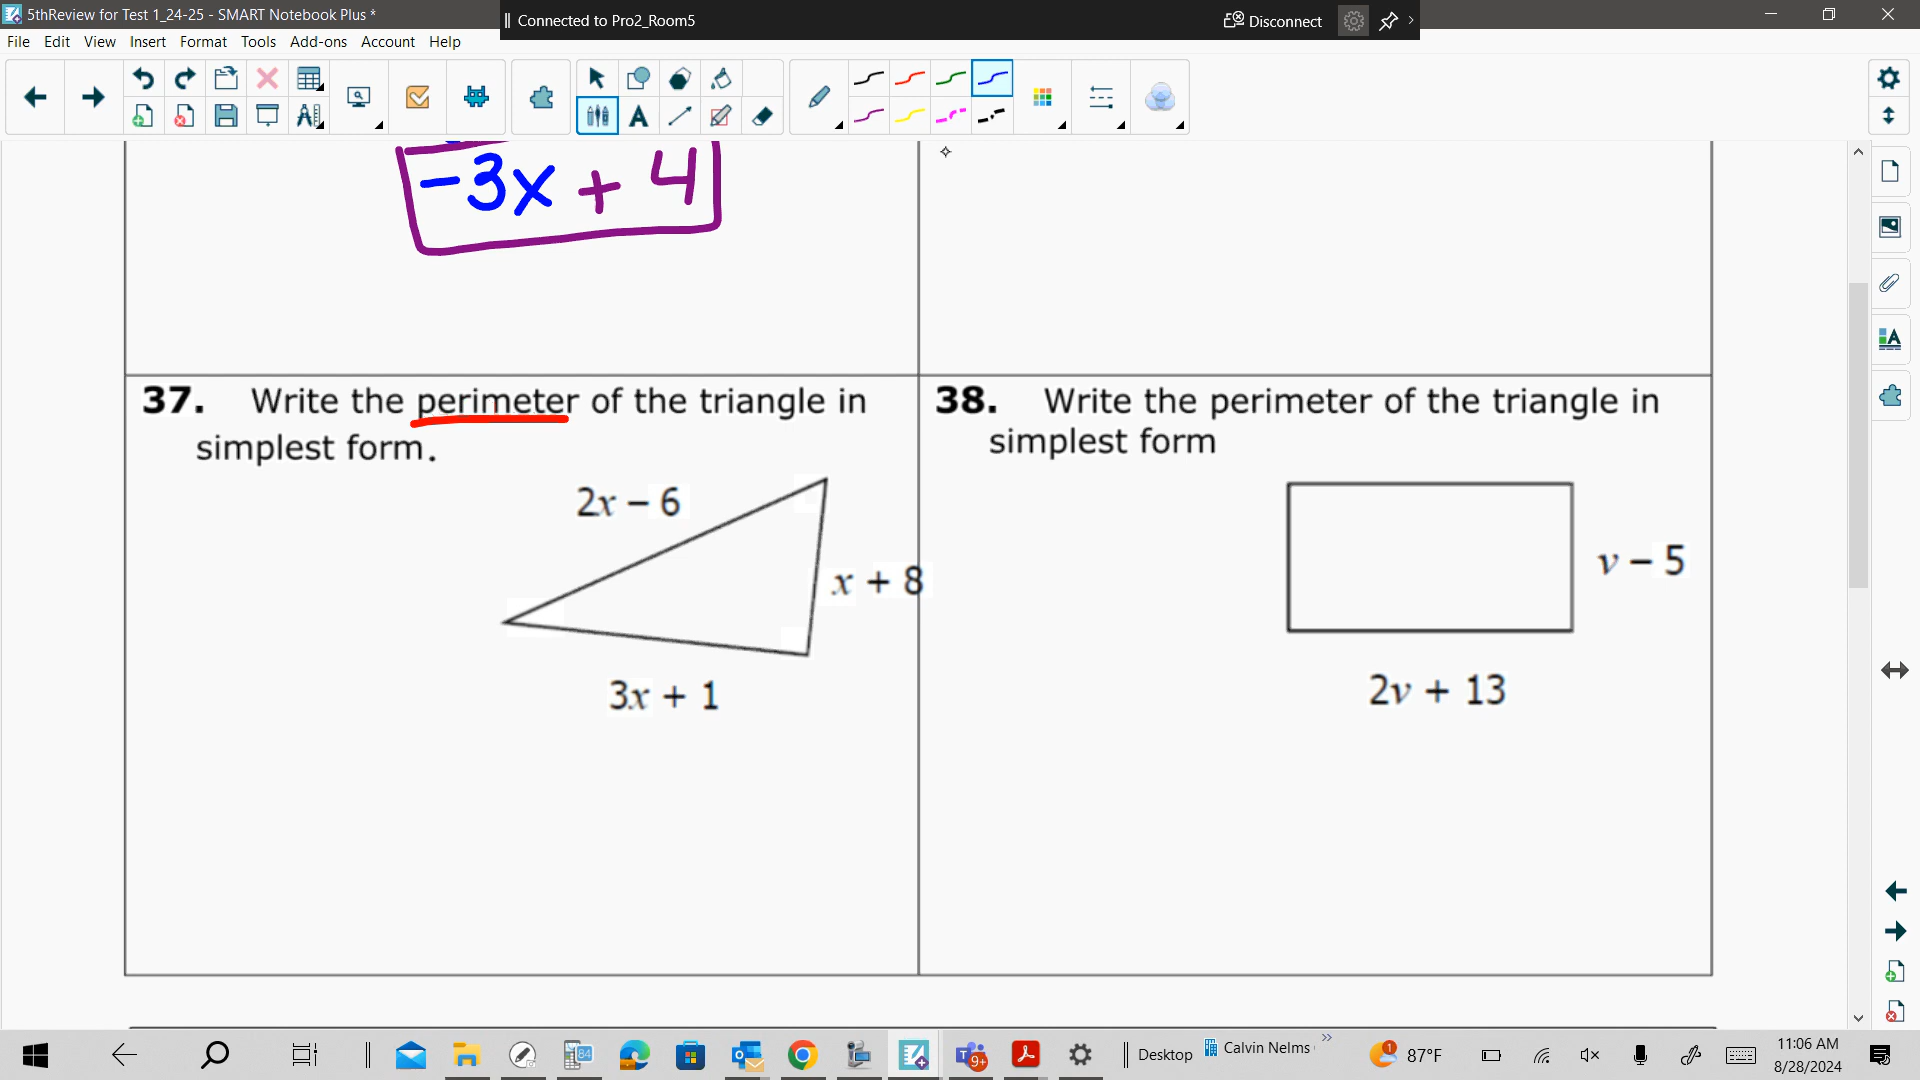 5thReview for Test 1_24-25 - SMART Notebook Plus *
Connected to Pro2_Room5
Disconnect
File Edit View Insert Format Tools Add-ons Account Help
-3x + 4
37. Write the perimeter of the triangle in
simplest form.
2x – 6
x + 8
3x + 1
38. Write the perimeter of the triangle in
simplest form
v – 5
2v + 13
84
9+
Desktop
Calvin Nelms
1
87°F
11:06 AM
8/28/2024